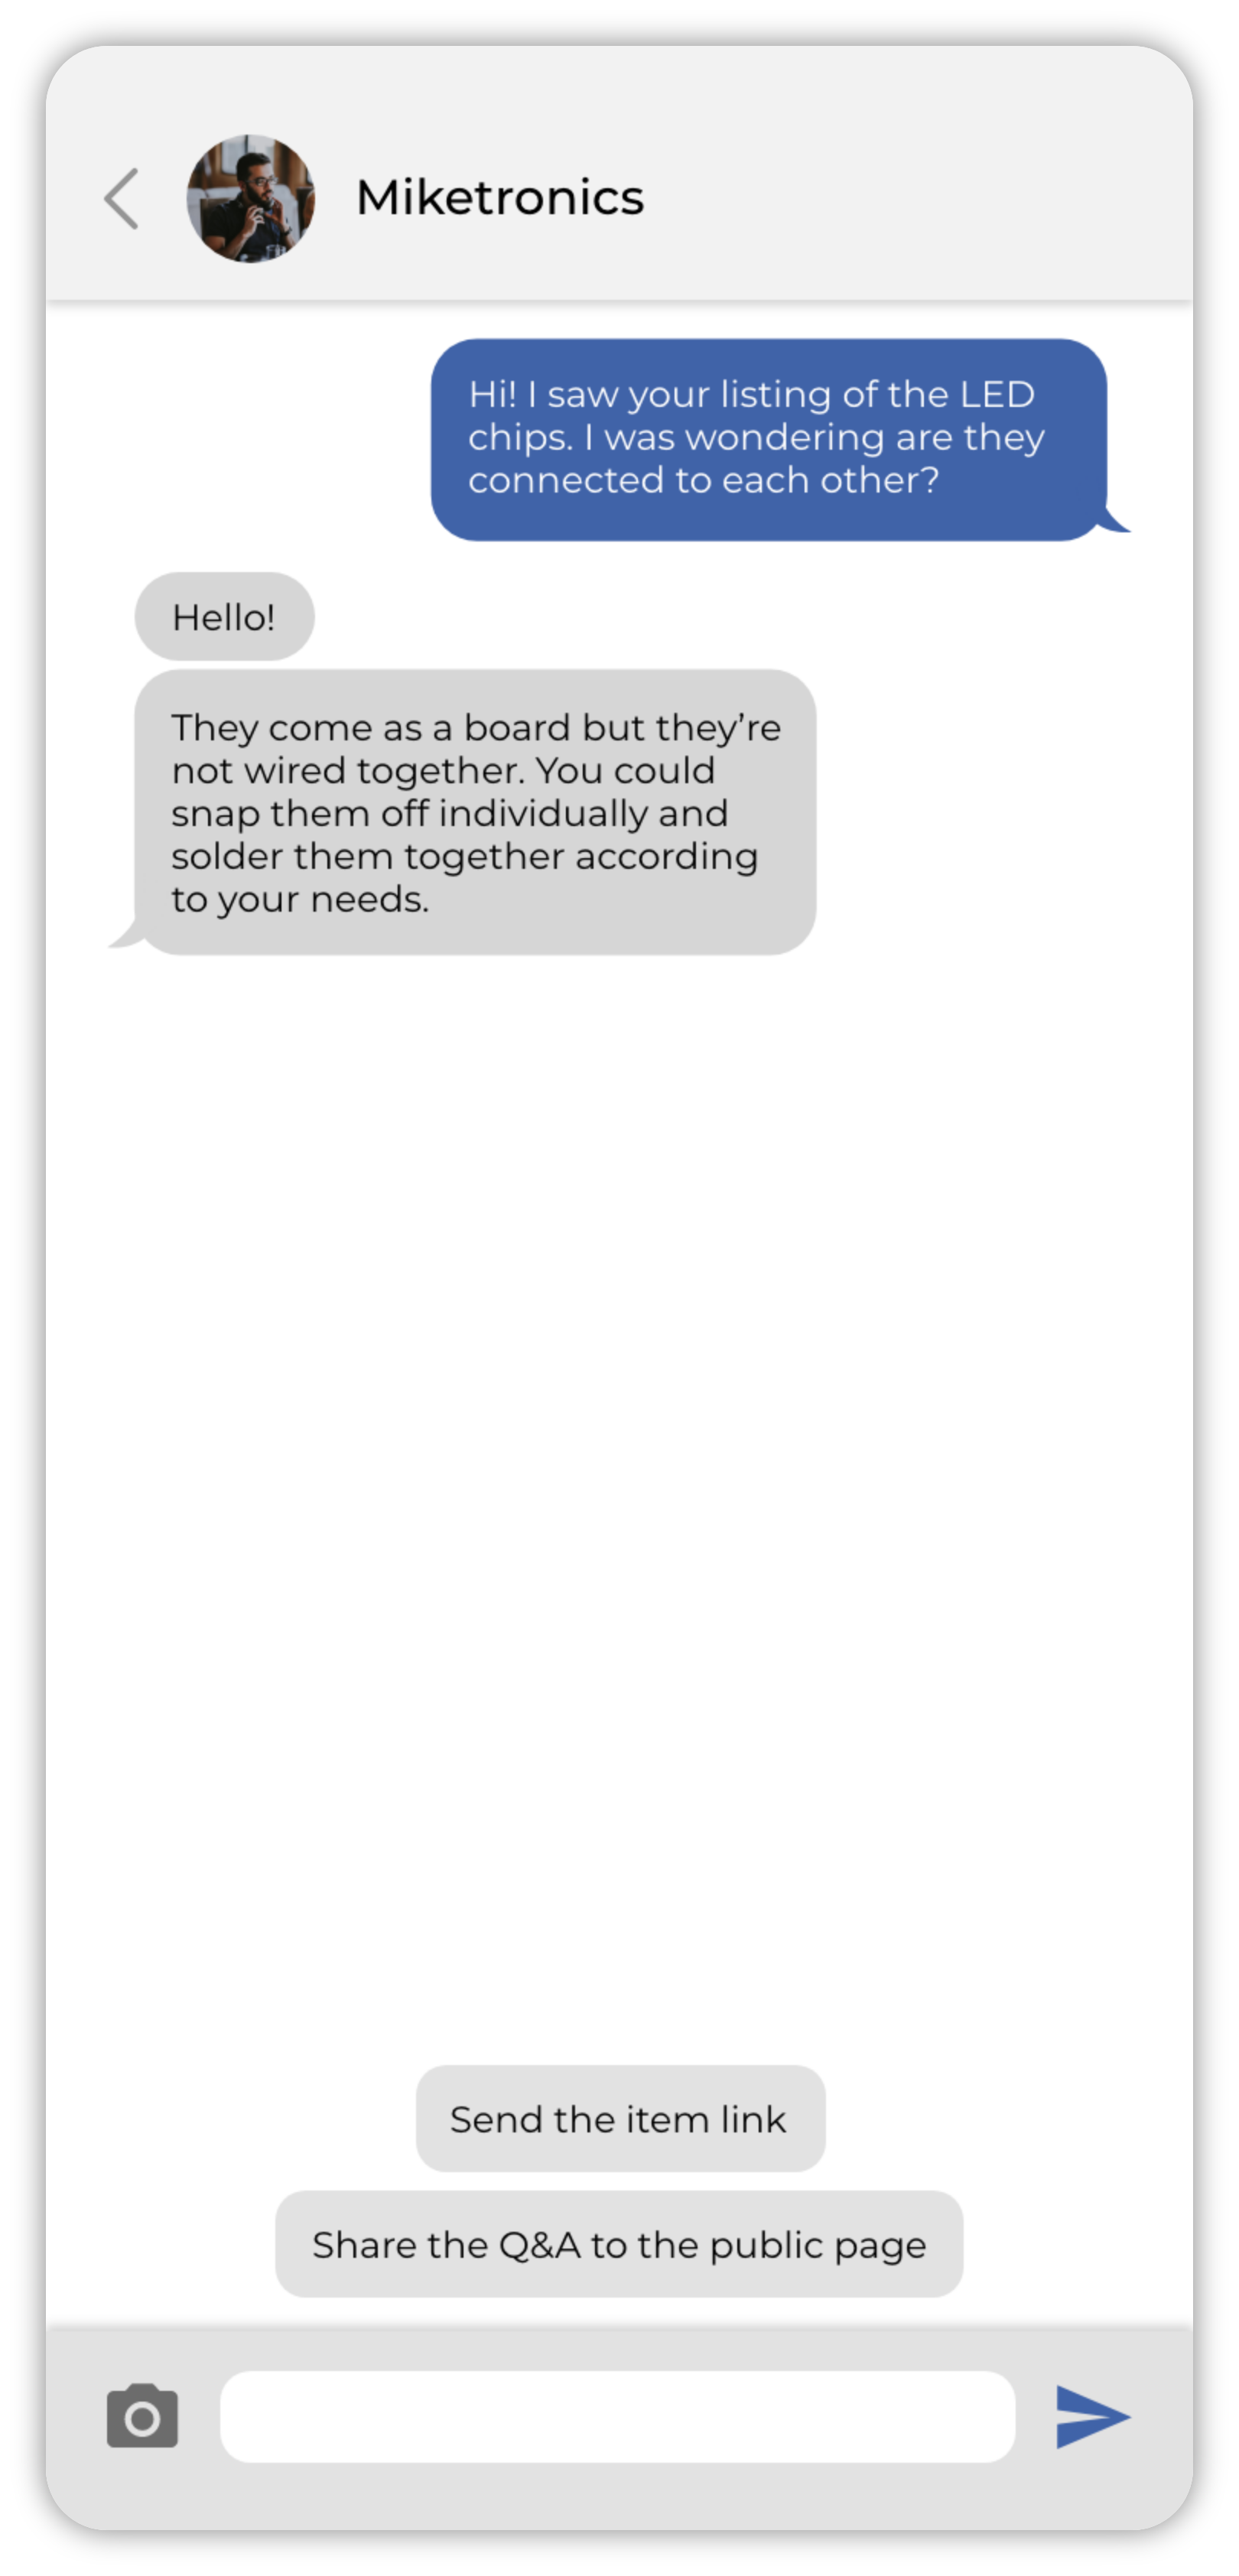 Miketronics
Hi! I saw your listing of the LED
chips. I was wondering are they
connected to each other?
Hello!
They come as a board but they’re
not wired together. You could
snap them off individually and
solder them together according
to your needs.
Send the item link
Share the Q&A to the public page